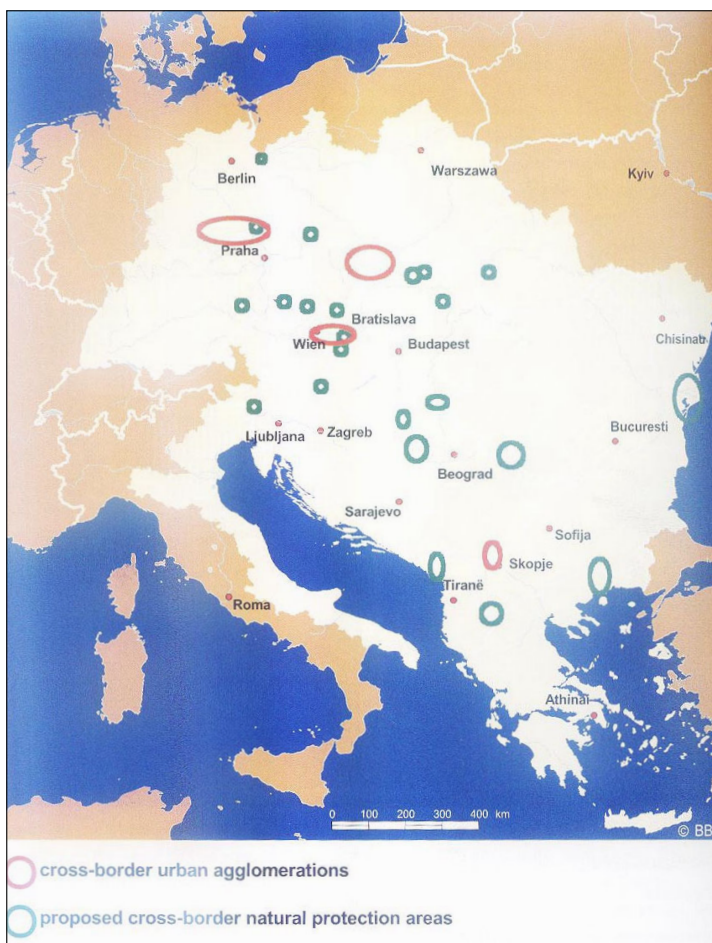 Berlin
Warszawa
Kyiv
Praha
Bratislava
Wien
Budapest
Chisinau
Ljubljana
Zagreb
Bucuresti
Beograd
Sarajevo
Sofija
Skopje
Tiranë
Roma
Athinai
0 100 200 300 400 km
© BB
cross-border urban agglomerations
proposed cross-border natural protection areas